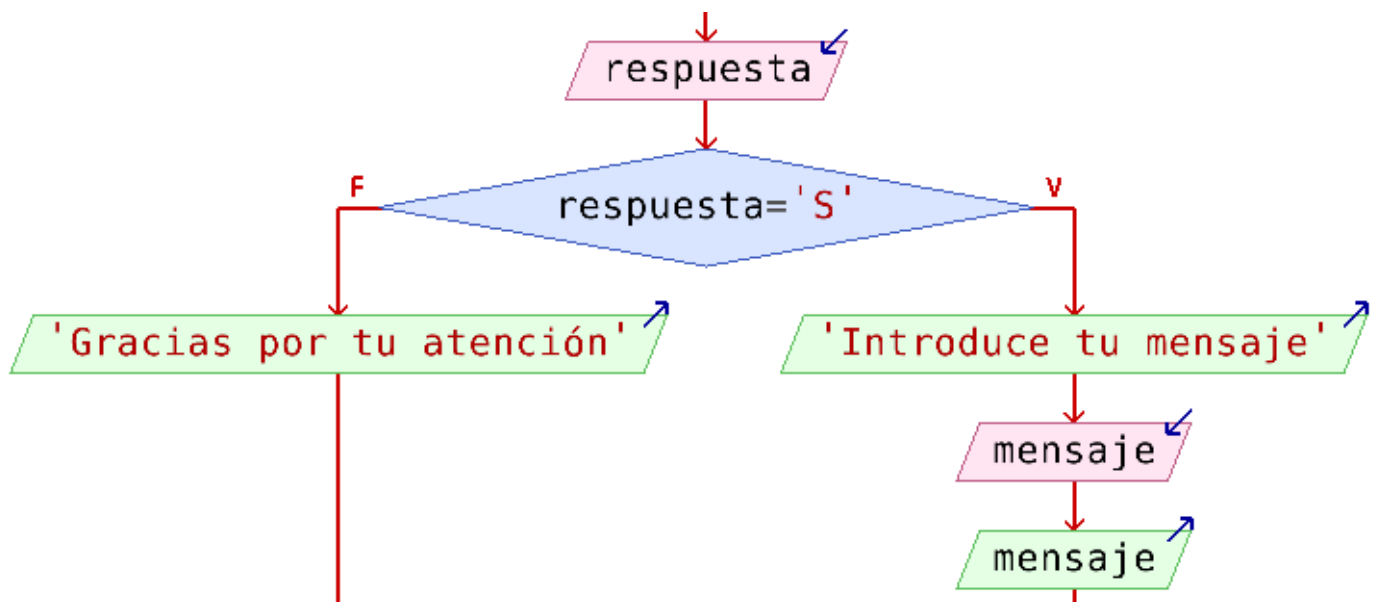 respuesta
F
V
respuesta='S'
'Gracias por tu atención'
'Introduce tu mensaje'
mensaje
mensaje